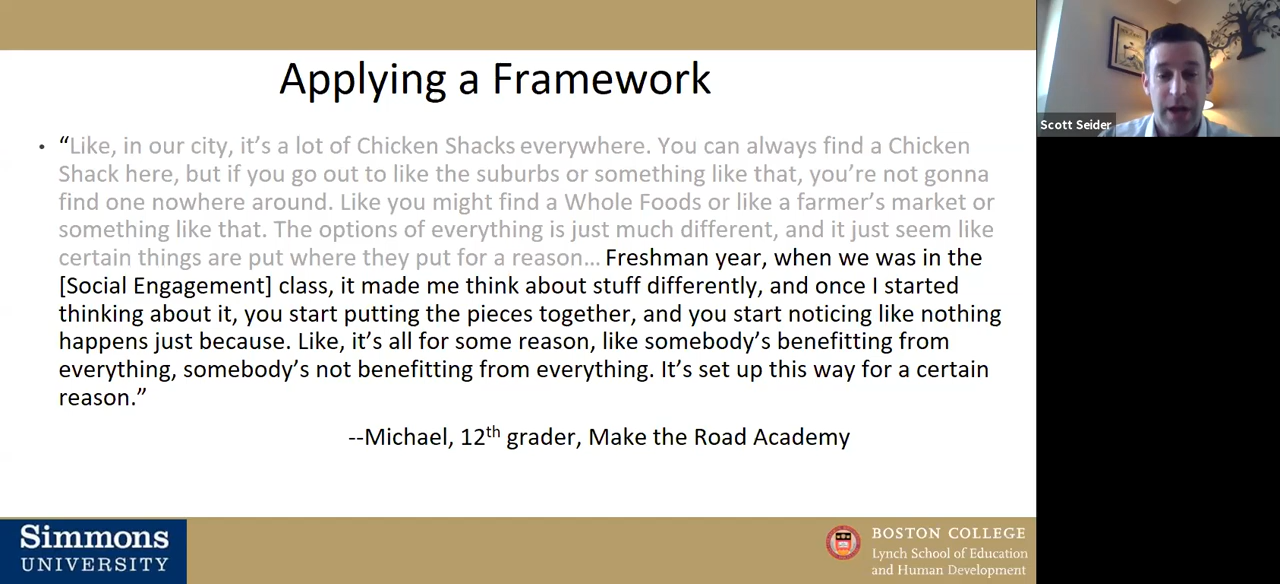 Applying a Framework
Scott Seider
• “Like, in our city, it’s a lot of Chicken Shacks everywhere. You can always find a Chicken
Shack here, but if you go out to like the suburbs or something like that, you’re not gonna
find one nowhere around. Like you might find a Whole Foods or like a farmer’s market or
something like that. The options of everything is just much different, and it just seem like
certain things are put where they put for a reason… Freshman year, when we was in the
[Social Engagement] class, it made me think about stuff differently, and once I started
thinking about it, you start putting the pieces together, and you start noticing like nothing
happens just because. Like, it’s all for some reason, like somebody’s benefitting from
everything, somebody’s not benefitting from everything. It’s set up this way for a certain
reason.”
--Michael, 12th grader, Make the Road Academy
Simmons
UNIVERSITY
BOSTON COLLEGE
Lynch School of Education
and Human Development